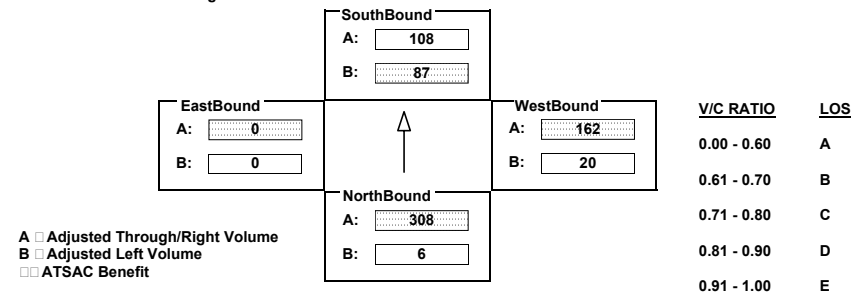 SouthBound
A: 108
B: 87
EastBound
A: 0
B: 0
WestBound
A: 162
B: 20
NorthBound
A: 308
B: 6
A □ Adjusted Through/Right Volume
B □ Adjusted Left Volume
□□ ATSAC Benefit
V/C RATIO LOS
0.00 - 0.60 A
0.61 - 0.70 B
0.71 - 0.80 C
0.81 - 0.90 D
0.91 - 1.00 E